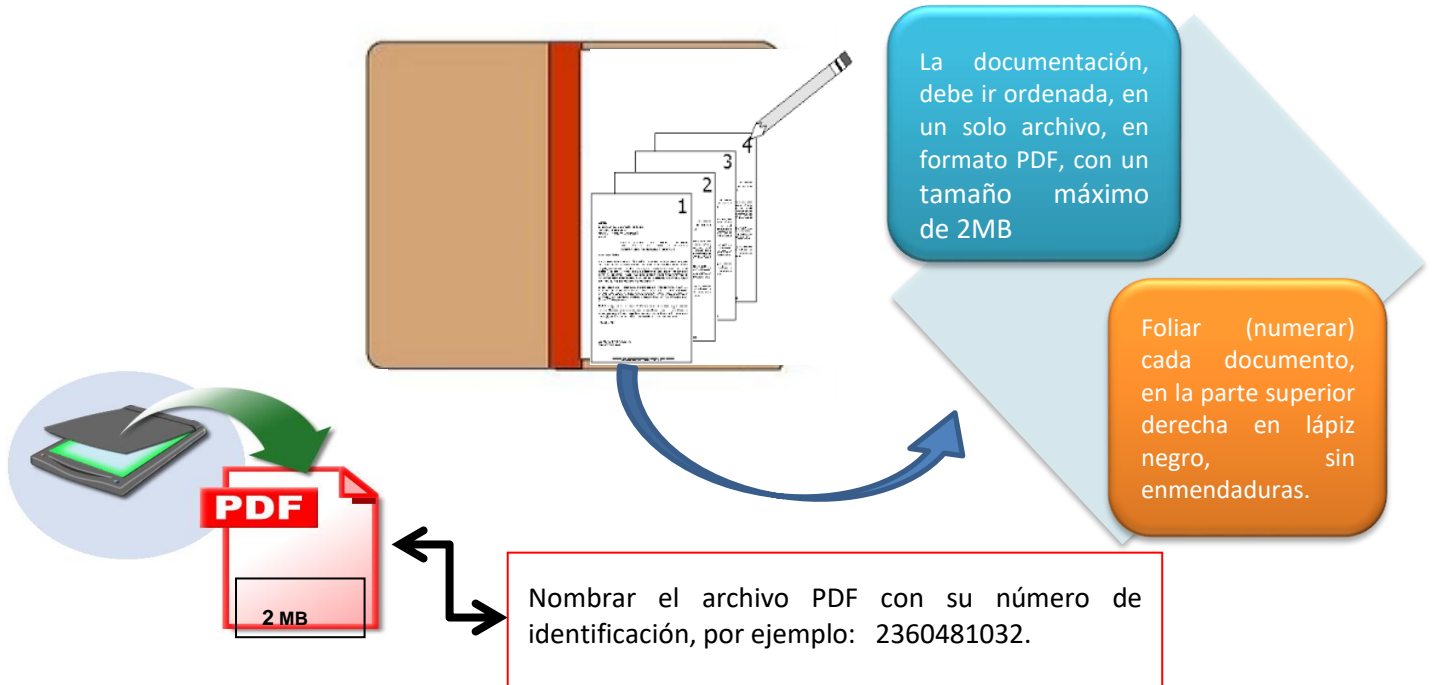 La documentación,
debe ir ordenada, en
un solo archivo, en
formato PDF, con un
tamaño máximo
de 2MB
4
3
2
1
Foliar (numerar)
cada documento,
en la parte superior
derecha en lápiz
negro, sin
enmendaduras.
PDF
2 MB
Nombrar el archivo PDF con su número de
identificación, por ejemplo: 2360481032.